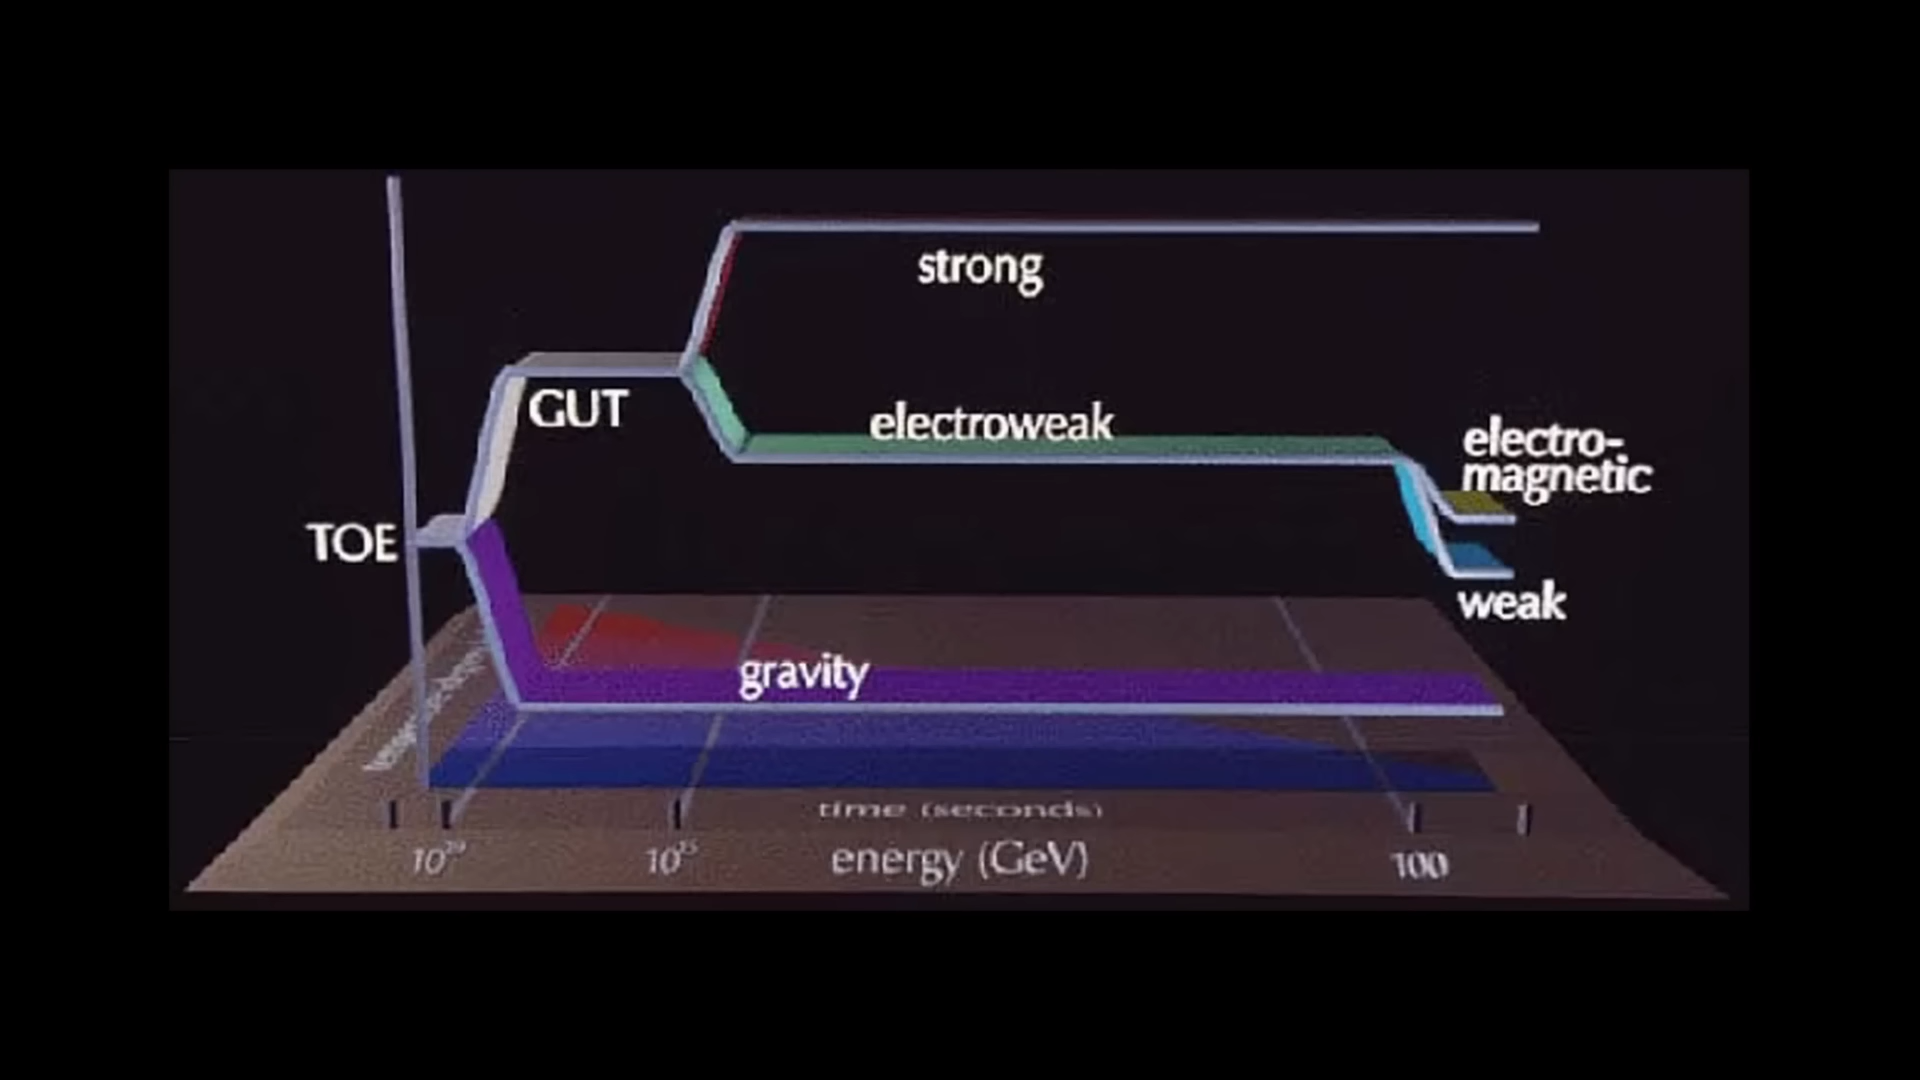 strong
GUT
electroweak
electro-
magnetic
TOE
weak
gravity
time (seconds)
energy (GeV)
100